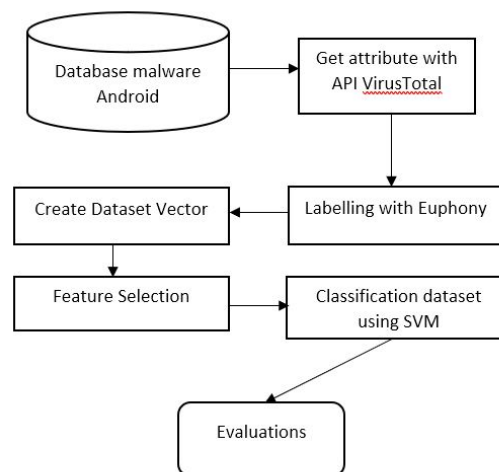 Database malware
Android
Get attribute with
API VirusTotal
Labelling with Euphony
Create Dataset Vector
Feature Selection
Classification dataset
using SVM
Evaluations